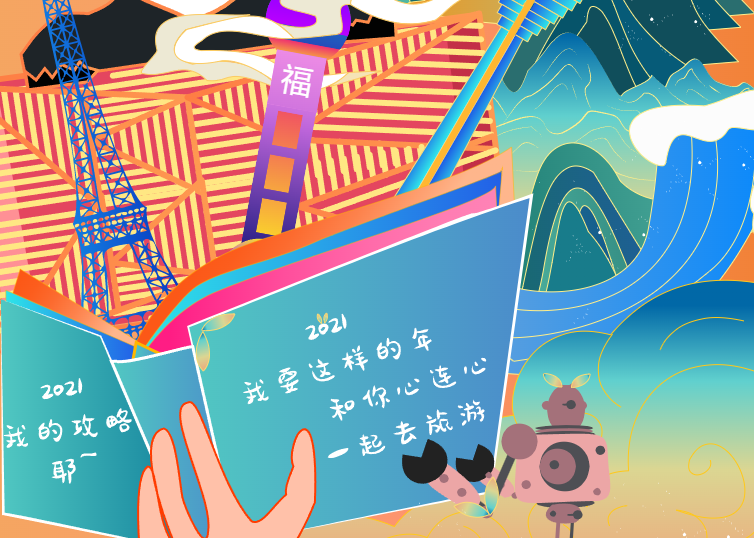 福
2021
我要这样的年
和你心连心
一起去旅游
2021
我的攻略
耶~